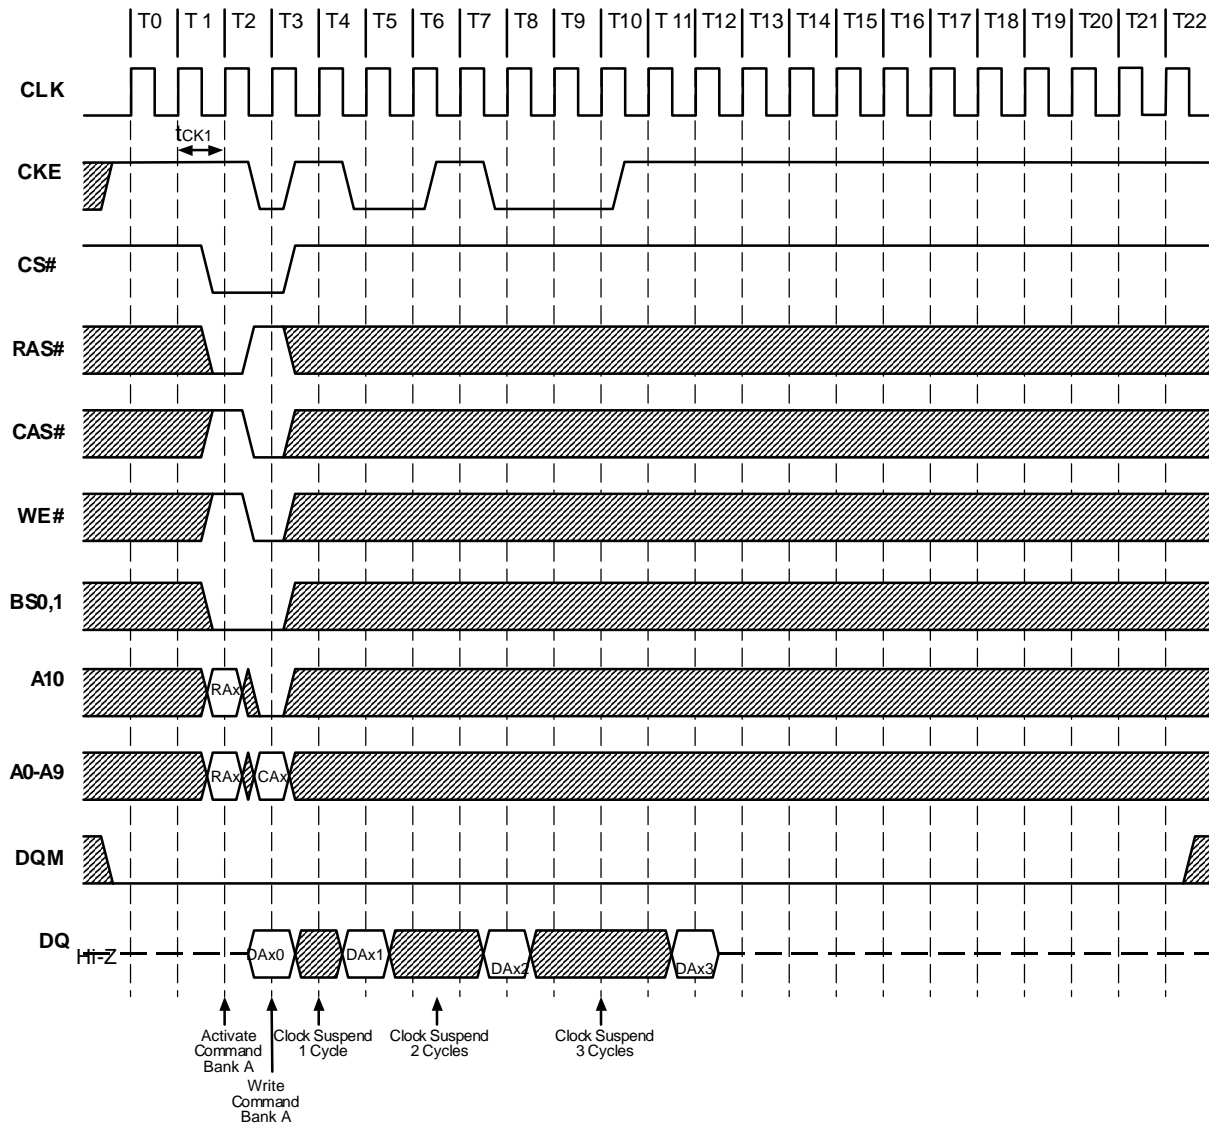 T0 T 1 T2 T3 T4 T5 T6 T7 T8 T9 T10 T 11 T12 T13 T14 T15 T16 T17 T18 T19 T20 T21 T22
CLK
tCK1
CKE
CS#
RAS#
CAS#
WE#
BS0,1
A10
RAx
A0-A9
RAx CAx
DQM
DQ
Hi-Z
DAx0 DAx1 DAx2 DAx3
Activate
Command
Bank A
Write
Command
Bank A
Clock Suspend
1 Cycle
Clock Suspend
2 Cycles
Clock Suspend
3 Cycles